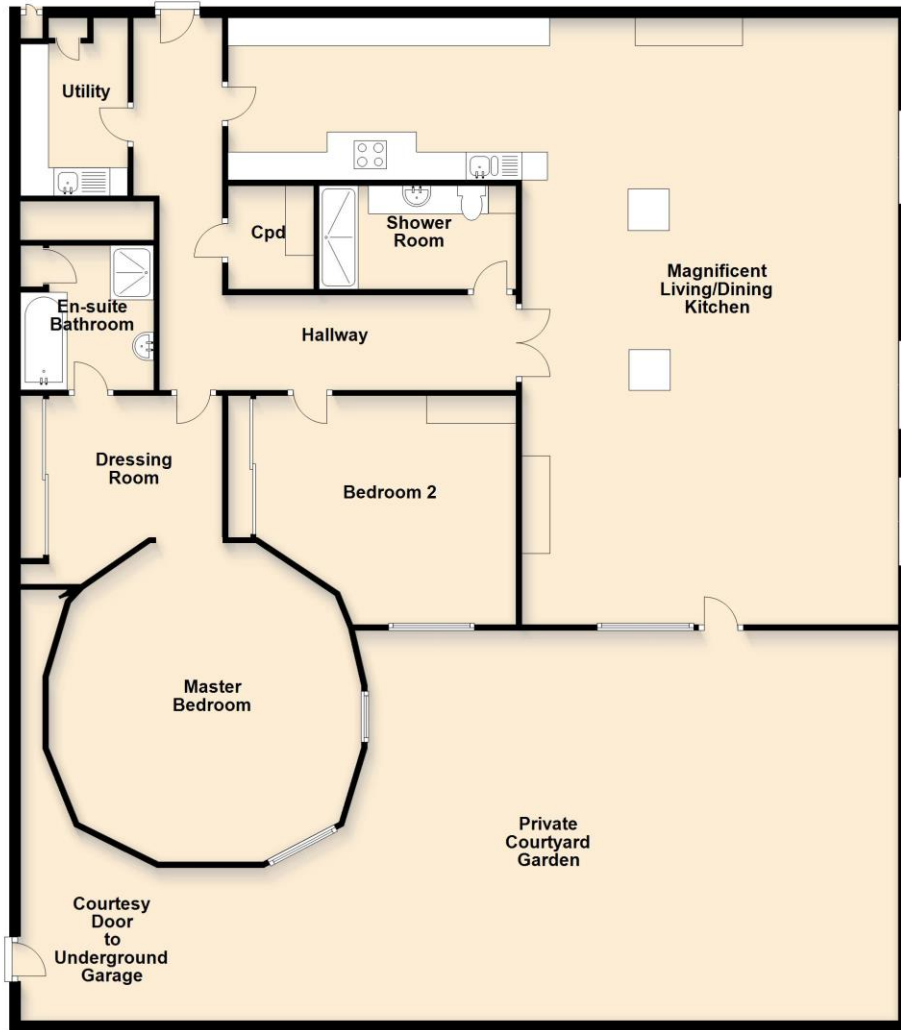 Utility
Cpd
Shower
Room
Magnificent
Living/Dining
Kitchen
En-suite
Bathroom
Hallway
Dressing
Room
Bedroom 2
Master
Bedroom
Private
Courtyard
Garden
Courtesy
Door
to
Underground
Garage